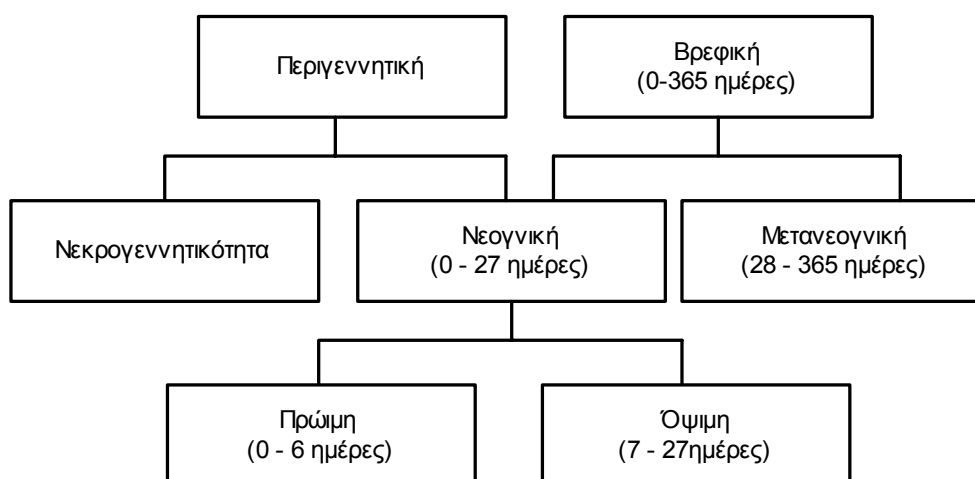 Περιγεννητική
Βρεφική
(0-365 ημέρες)
Νεκρογεννητικότητα
Νεογνική
(0 - 27 ημέρες)
Μετανεογνική
(28 - 365 ημέρες)
Πρώιμη
(0 - 6 ημέρες)
Όψιμη
(7 - 27ημέρες)